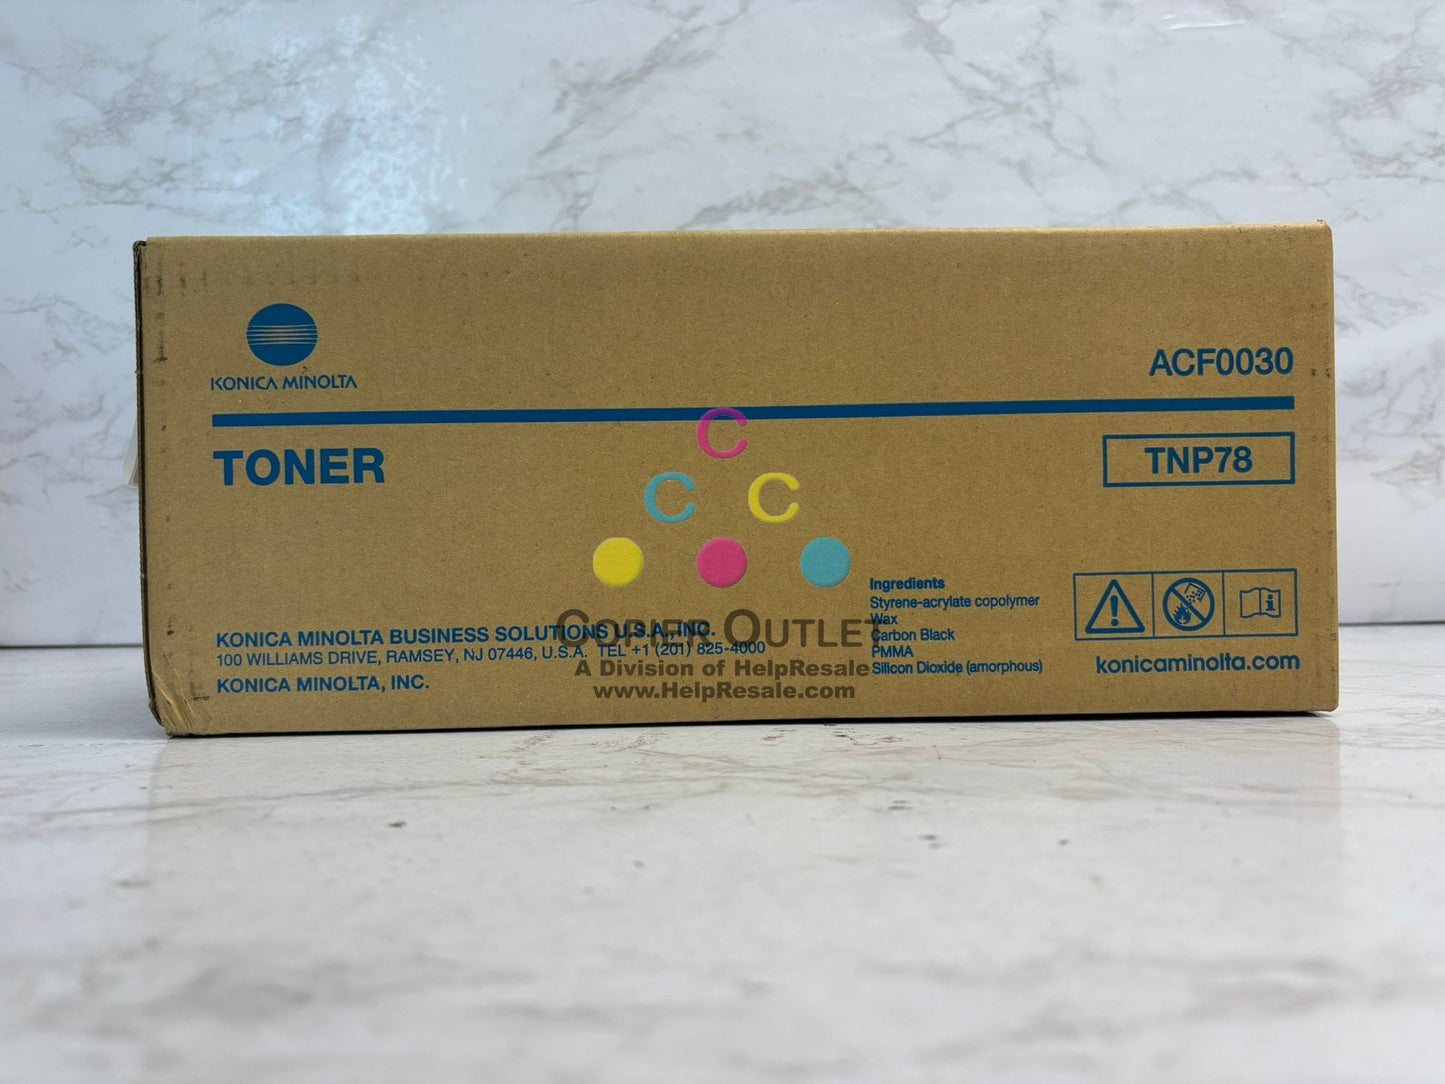 KONICA MINOLTA
ACF0030
TONER
TNP78
C
C C
Ingredients
Styrene-acrylate copolymer
Wax
Carbon Black
PMMA
Silicon Dioxide (amorphous)
KONICA MINOLTA BUSINESS SOLUTIONS U.S.A., INC.
100 WILLIAMS DRIVE, RAMSEY, NJ 07446, U.S.A. TEL +1 (201) 825-4000
KONICA MINOLTA, INC.
konicaminolta.com
COPIER OUTLET
A Division of HelpResale
www.HelpResale.com